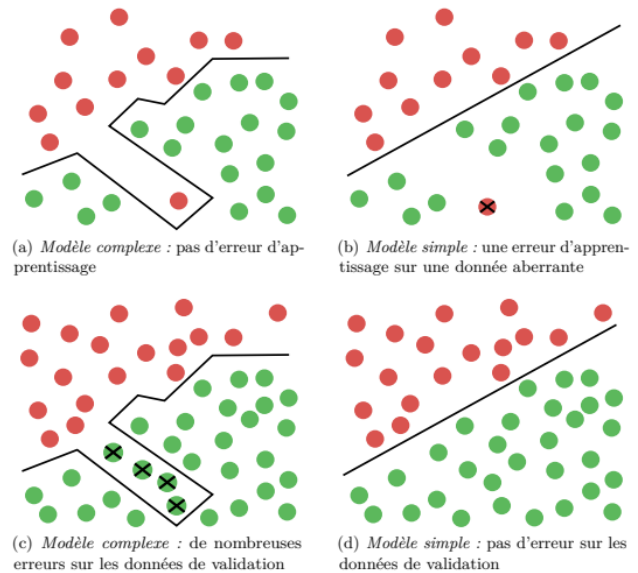 (a) Modèle complexe : pas d'erreur d'ap-
prentissage
(b) Modèle simple : une erreur d'appren-
tissage sur une donnée aberrante
(c) Modèle complexe : de nombreuses
erreurs sur les données de validation
(d) Modèle simple : pas d'erreur sur les
données de validation